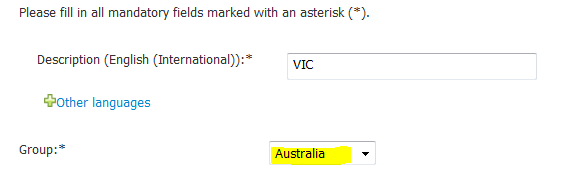 Please fill in all mandatory fields marked with an asterisk (*).
Description (English (International)):* VIC
Other languages
Group:* Australia